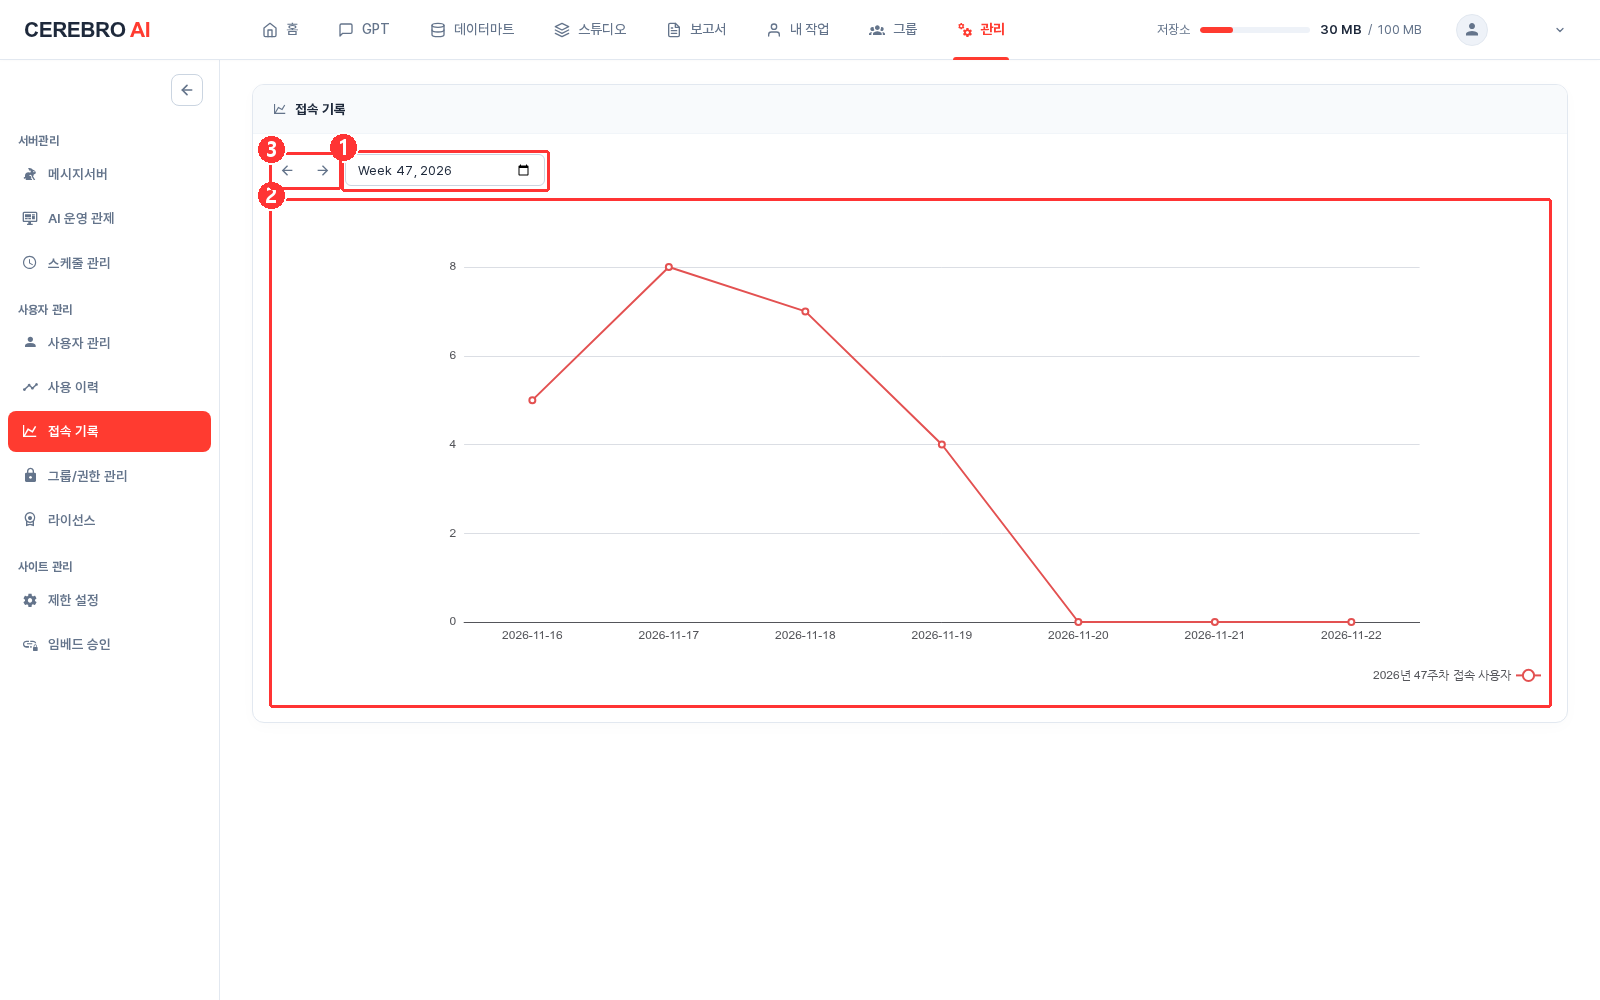 CEREBRO AI
홈
GPT
데이터마트
스튜디오
보고서
내 작업
그룹
관리
저장소
30 MB / 100 MB
서버관리
메시지서버
AI 운영 관제
스케줄 관리
사용자 관리
사용자 관리
사용 이력
접속 기록
그룹/권한 관리
라이선스
사이트 관리
제한 설정
임베드 승인
접속 기록
3
1
Week 47, 2026
2
8
6
4
2
0
2026-11-16
2026-11-17
2026-11-18
2026-11-19
2026-11-20
2026-11-21
2026-11-22
2026년 47주차 접속 사용자